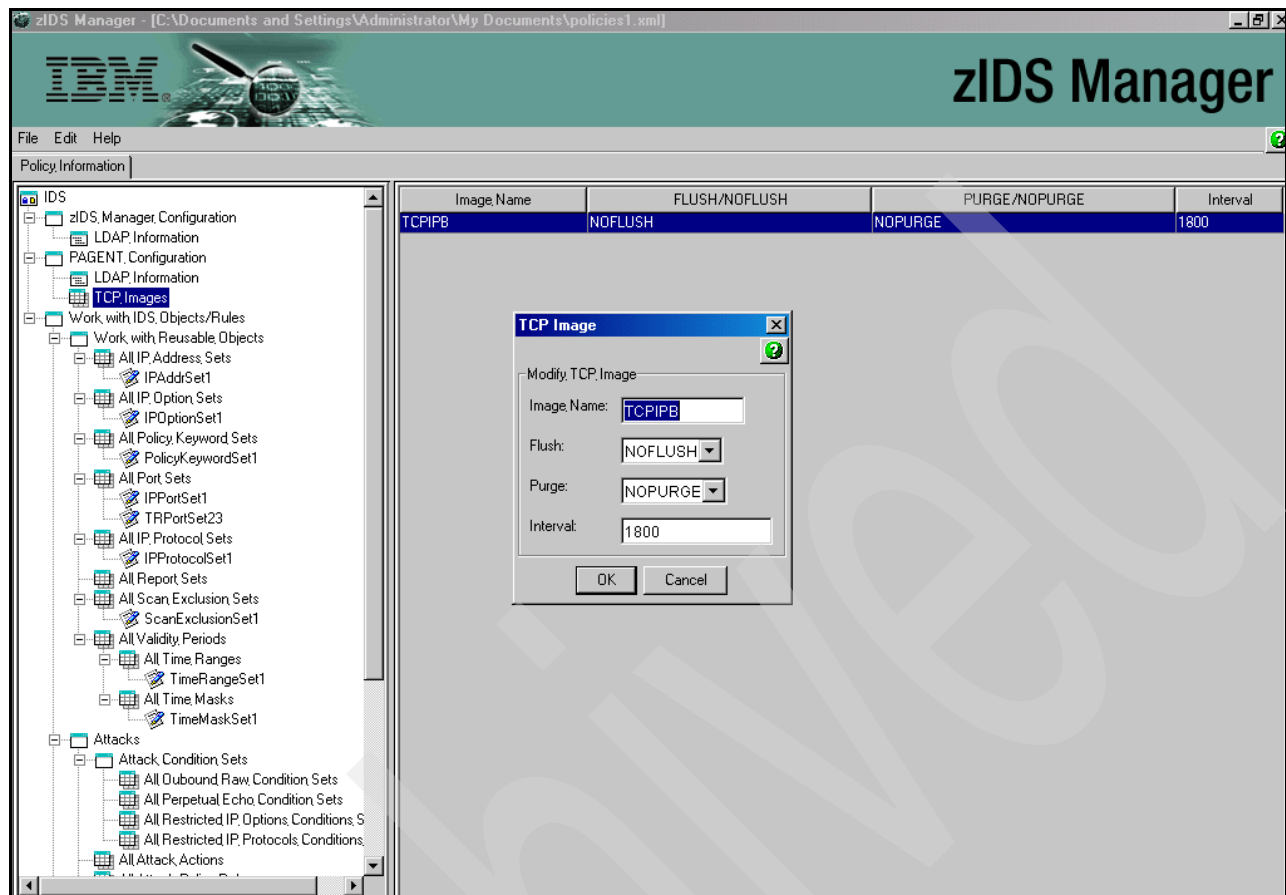 zIDS Manager - [C:\Documents and Settings\Administrator\My Documents\policies1.xml]
IBM®
zIDS Manager
File Edit Help
Policy Information
IDS
zIDS Manager Configuration
LDAP Information
PAGENT Configuration
LDAP Information
TCP Images
Work with IDS Objects/Rules
Work with Reusable Objects
All IP Address Sets
IPAddrSet1
All IP Option Sets
IPOptionSet1
All Policy Keyword Sets
PolicyKeywordSet1
All Port Sets
IPPortSet1
TRPortSet23
All IP Protocol Sets
IPProtocolSet1
All Report Sets
All Scan Exclusion Sets
ScanExclusionSet1
All Validity Periods
All Time Ranges
TimeRangeSet1
All Time Masks
TimeMaskSet1
Attacks
Attack Condition Sets
All Oubound Raw Condition Sets
All Perpetual Echo Condition Sets
All Restricted IP Options Conditions S
All Restricted IP Protocols Conditions
All Attack Actions
Image Name FLUSH/NOFLUSH PURGE/NOPURGE Interval
TCPIPB NOFLUSH NOPURGE 1800
TCP Image
Modify TCP Image
Image Name: TCPIPB
Flush: NOFLUSH
Purge: NOPURGE
Interval: 1800
OK Cancel